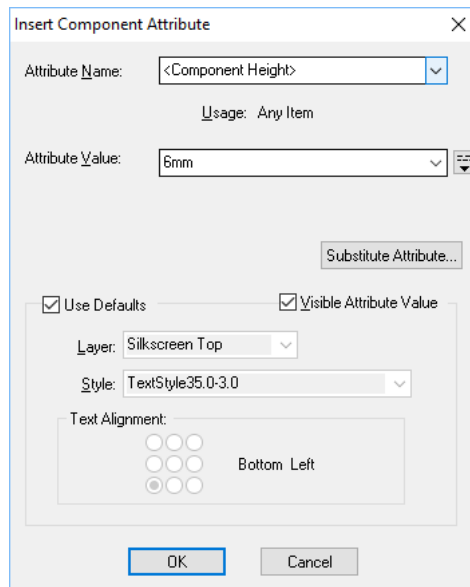 Insert Component Attribute
Attribute Name: <Component Height>
Usage: Any Item
Attribute Value: 6mm
Substitute Attribute...
Use Defaults Visible Attribute Value
Layer: Silkscreen Top
Style: TextStyle35.0-3.0
Text Alignment:
Bottom Left
OK Cancel